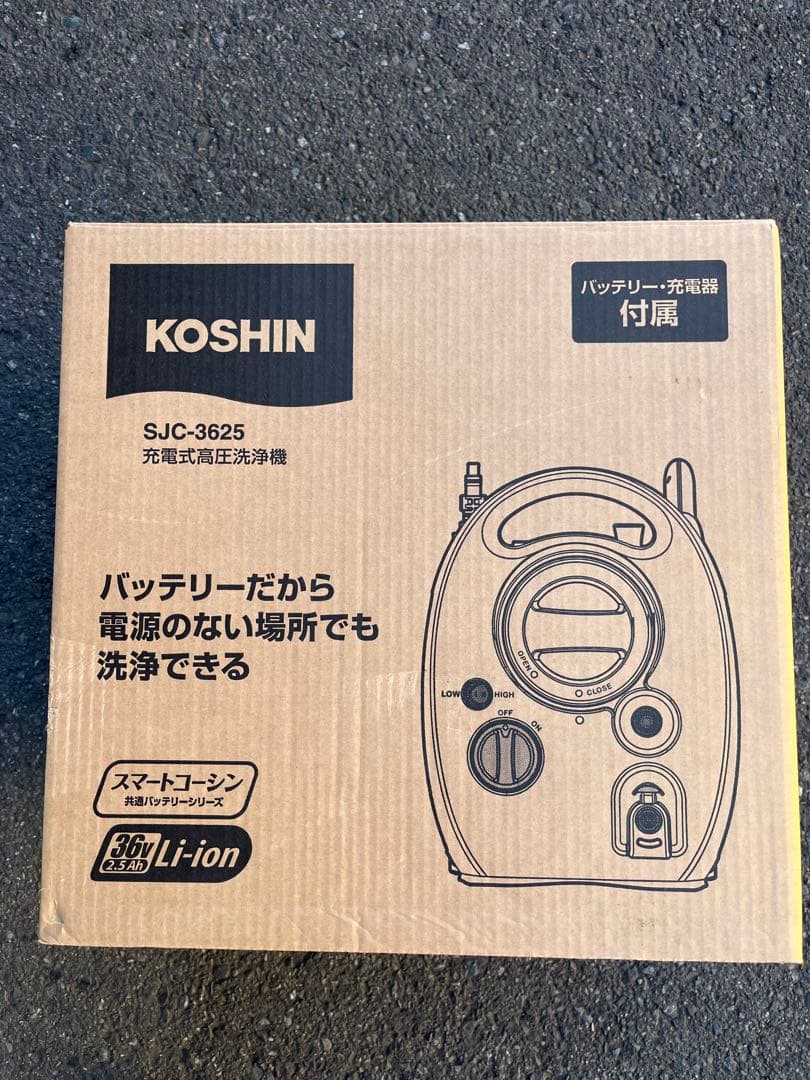 KOSHIN
バッテリー・充電器
付属
SJC-3625
充電式高圧洗浄機
バッテリーだから
電源のない場所でも
洗浄できる
OPEN
CLOSE
LOW
HIGH
OFF
ON
スマートコーシン
共通バッテリーシリーズ
36V
2.5Ah
Li-ion